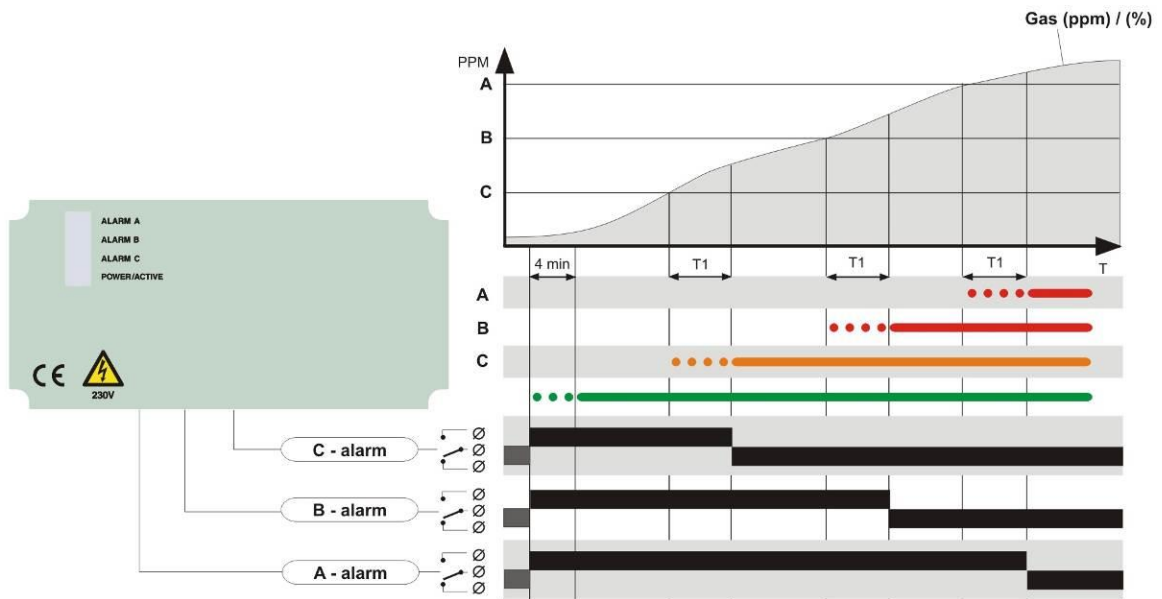 Gas (ppm) / (%)
PPM
A
B
C
ALARM A
ALARM B
ALARM C
POWER/ACTIVE
CE
230V
4 min
T1
T1
T1
T
A
B
C
C - alarm
Ø
Ø
Ø
B - alarm
Ø
Ø
Ø
A - alarm
Ø
Ø
Ø